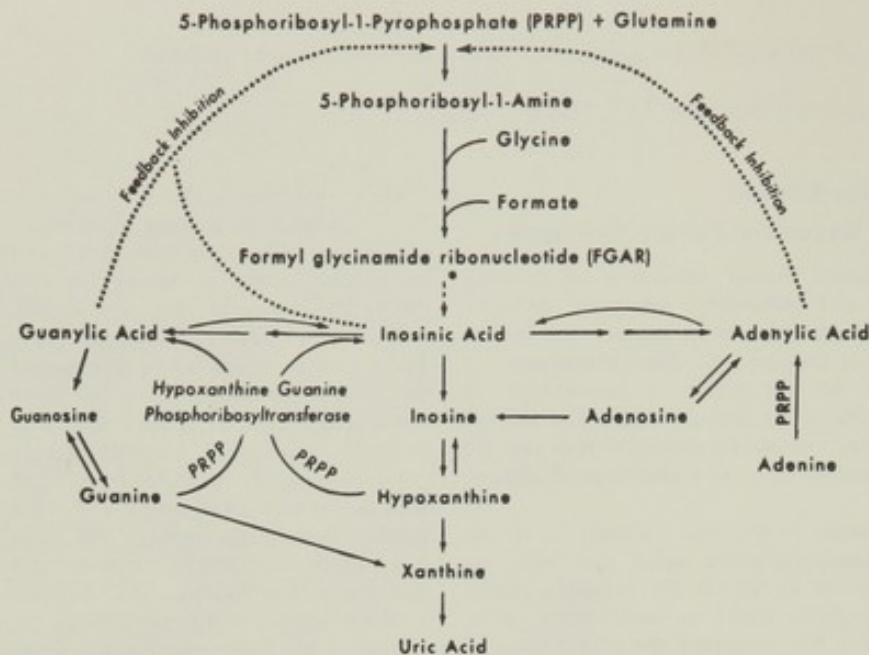 5-Phosphoribosyl-1-Pyrophosphate (PRPP) + Glutamine
5-Phosphoribosyl-1-Amine
Feedback Inhibition
Feedback Inhibition
Glycine
Formate
Formyl glycinamide ribonucleotide (FGAR)
Guanylic Acid
Inosinic Acid
Adenylic Acid
Hypoxanthine Guanine
Phosphoribosyltransferase
Guanosine
Inosine
Adenosine
PRPP
PRPP
PRPP
Adenine
Guanine
Hypoxanthine
Xanthine
Uric Acid